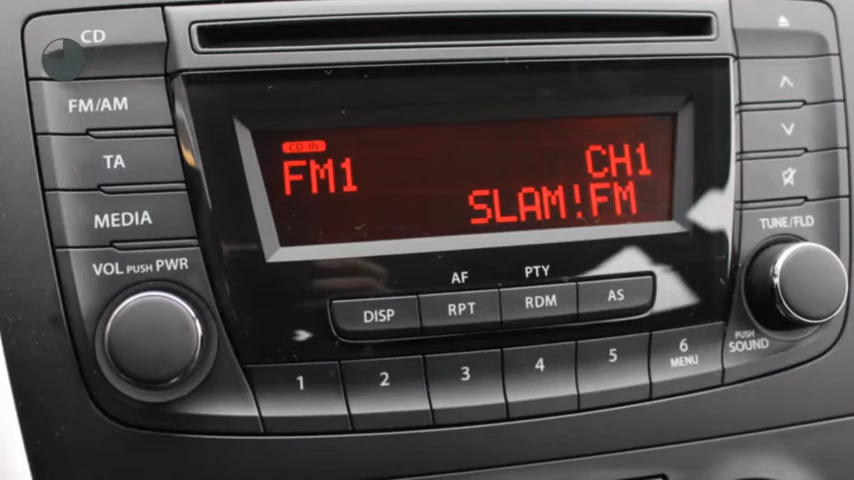 CD
FM/AM
TA
MEDIA
VOL PUSH PWR
CD-IN
FM1
CH1
SLAM!FM
AF
PTY
DISP
RPT
RDM
AS
1
2
3
4
5
6
MENU
TUNE/FLD
PUSH
SOUND